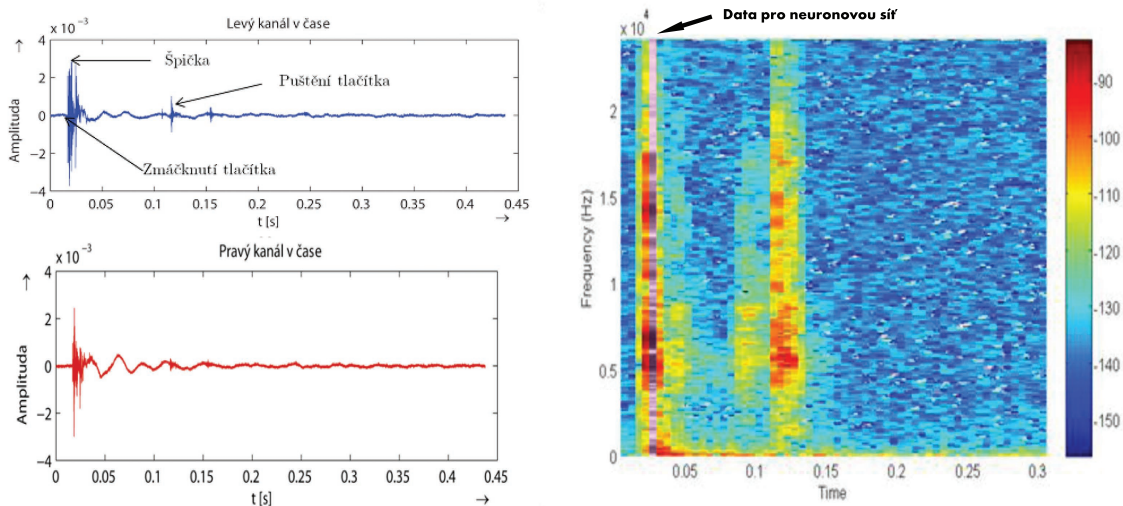 Levý kanál v čase
x 10⁻³
4
2
0
−2
−4
Amplituda
Špička
Puštění tlačítka
Zmáčknutí tlačítka
0 0.05 0.1 0.15 0.2 0.25 0.3 0.35 0.4 0.45
t [s]
Pravý kanál v čase
x 10⁻³
4
2
0
−2
−4
Amplituda
0 0.05 0.1 0.15 0.2 0.25 0.3 0.35 0.4 0.45
t [s]
Data pro neuronovou síť
x 10⁴
2
1.5
1
0.5
0
Frequency (Hz)
0.05 0.1 0.15 0.2 0.25 0.3
Time
-90
-100
-110
-120
-130
-140
-150